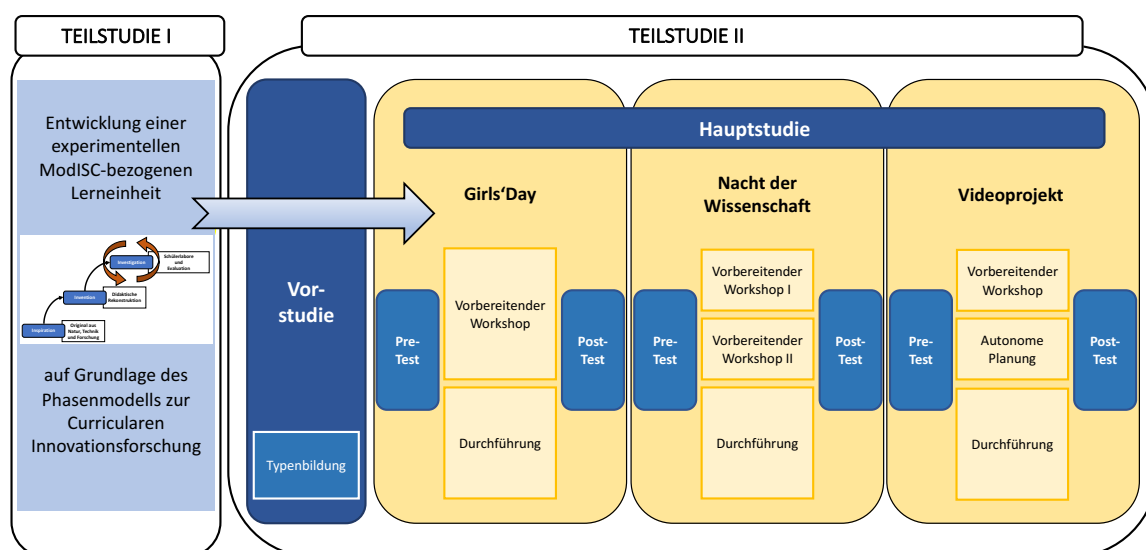 TEILSTUDIE I
Entwicklung einer
experimentellen
ModISC-bezogenen
Lerneinheit
Investigation
Schülerlabore
und
Evaluation
Invention
Didaktische
Rekonstruktion
Inspiration
Original aus
Natur, Technik
und Forschung
auf Grundlage des
Phasenmodells zur
Curricularen
Innovationsforschung
TEILSTUDIE II
Vor-
studie
Typenbildung
Hauptstudie
Girls‘Day
Pre-
Test
Vorbereitender
Workshop
Durchführung
Post-
Test
Nacht der
Wissenschaft
Pre-
Test
Vorbereitender
Workshop I
Vorbereitender
Workshop II
Durchführung
Post-
Test
Videoprojekt
Pre-
Test
Vorbereitender
Workshop
Autonome
Planung
Durchführung
Post-
Test